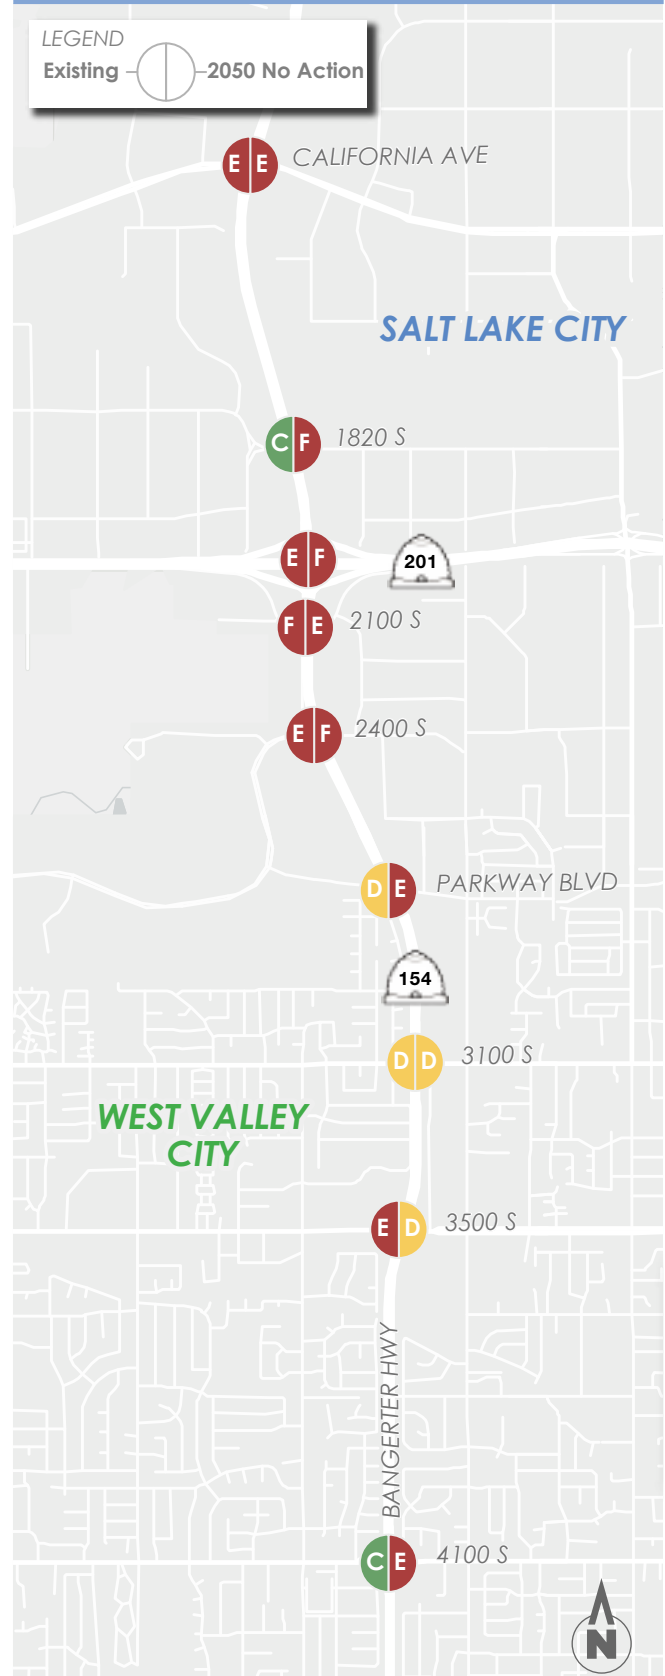 LEGEND
Existing 2050 No Action
E E CALIFORNIA AVE
SALT LAKE CITY
C F 1820 S
E F 201
F E 2100 S
E F 2400 S
D E PARKWAY BLVD
154
D D 3100 S
WEST VALLEY
CITY
E D 3500 S
BANGERTER HWY
C E 4100 S
N